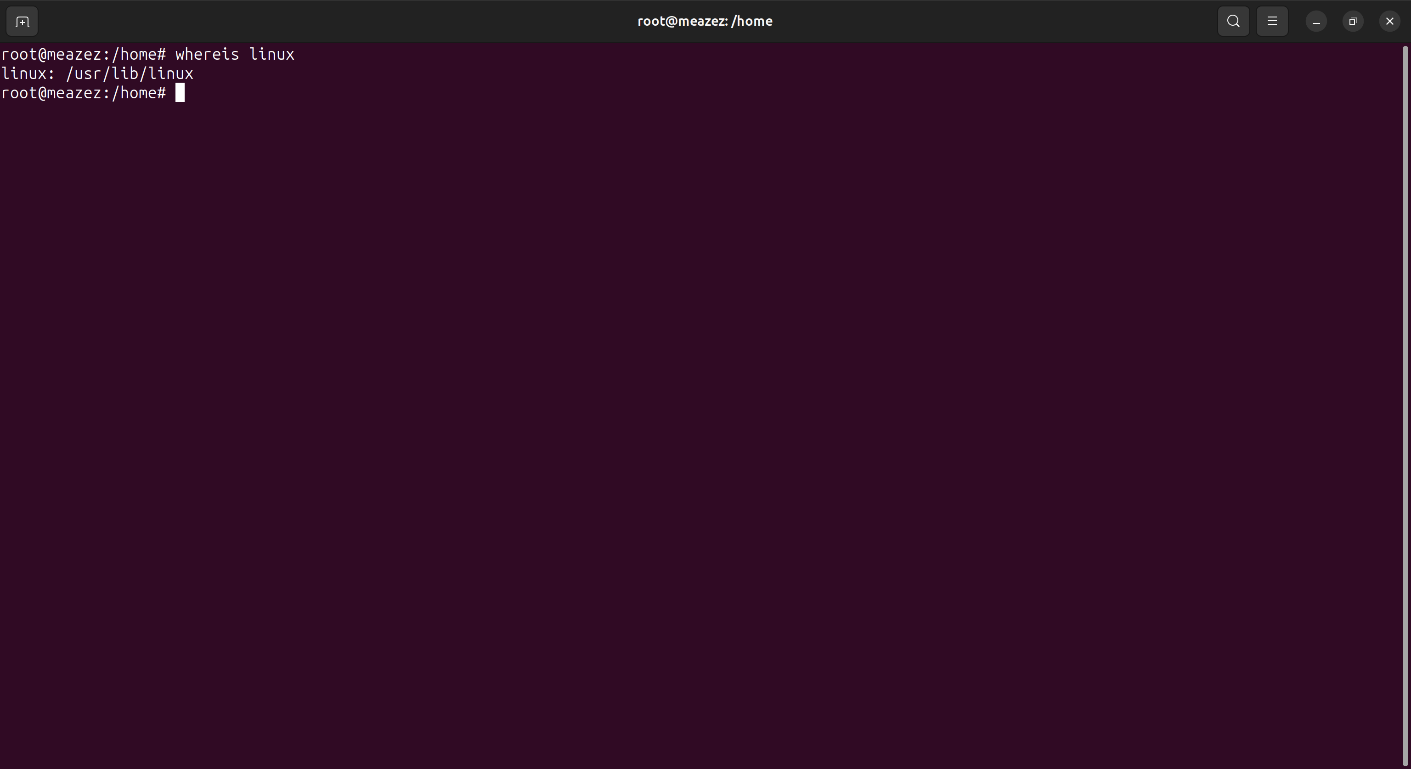 root@meazez: /home
root@meazez:/home# whereis linux
linux: /usr/lib/linux
root@meazez:/home#